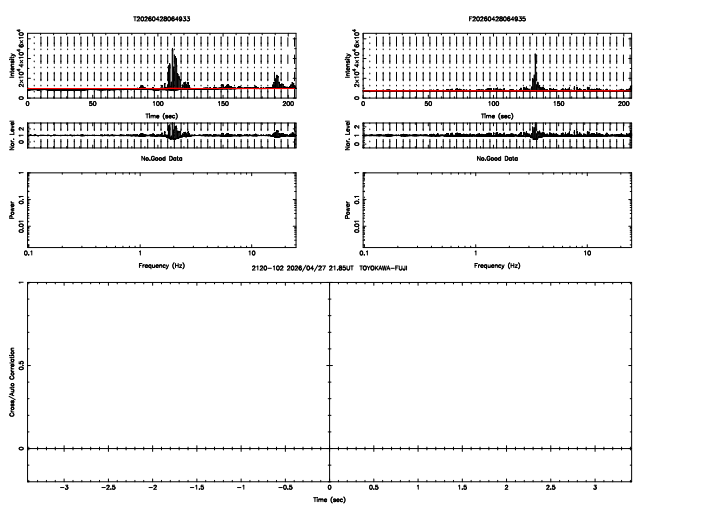 T20260428064933 F20260428064935
Intensity
2×10⁴ 4×10⁴ 6×10⁴
0
0 50 100 150 200
Time (sec)
Intensity
2×10⁴ 4×10⁴ 6×10⁴
0
0 50 100 150 200
Time (sec)
Nor. Level
0 1 2
No.Good Data
Nor. Level
0 1 2
No.Good Data
Power
1
0.1
0.01
0.1 1 10
Frequency (Hz)
Power
1
0.1
0.01
0.1 1 10
Frequency (Hz)
2120-102 2026/04/27 21.85UT TOYOKAWA-FUJI
Cross/Auto Correlation
1
0.5
0
-3 -2.5 -2 -1.5 -1 -0.5 0 0.5 1 1.5 2 2.5 3
Time (sec)